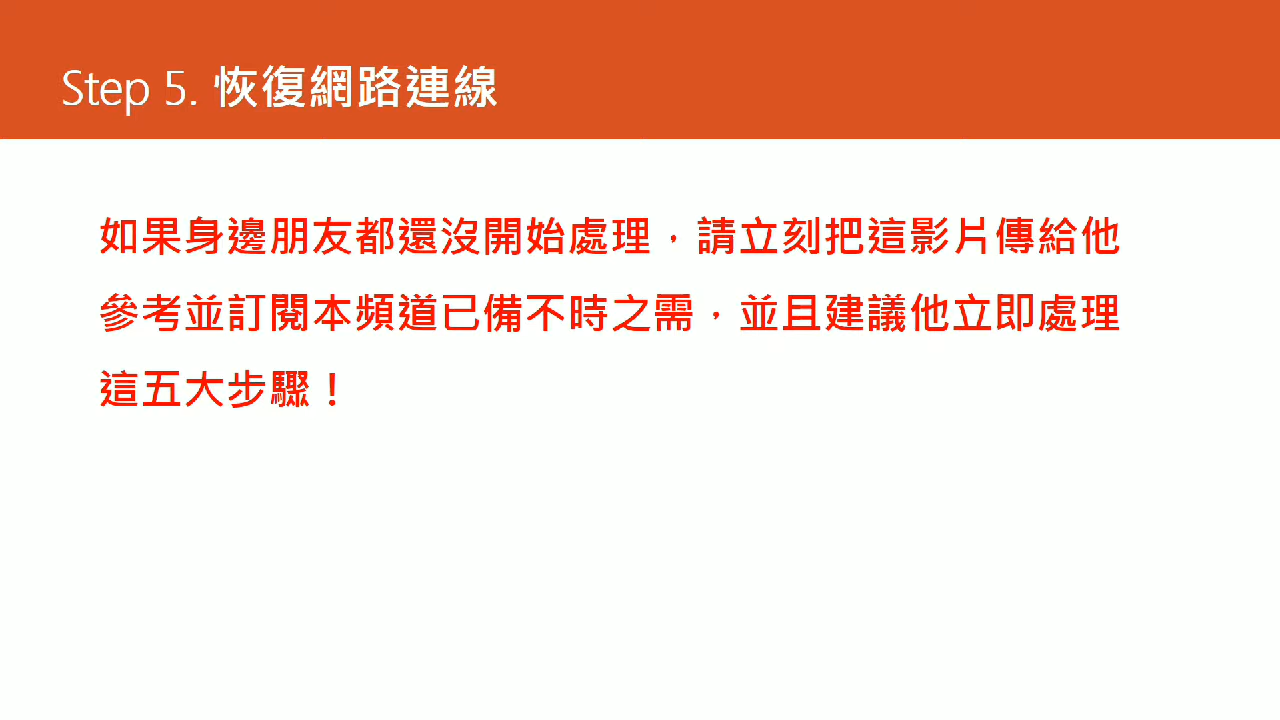 Step 5. 恢復網路連線
如果身邊朋友都還沒開始處理，請立刻把這影片傳給他
參考並訂閱本頻道已備不時之需，並且建議他立即處理
這五大步驟！